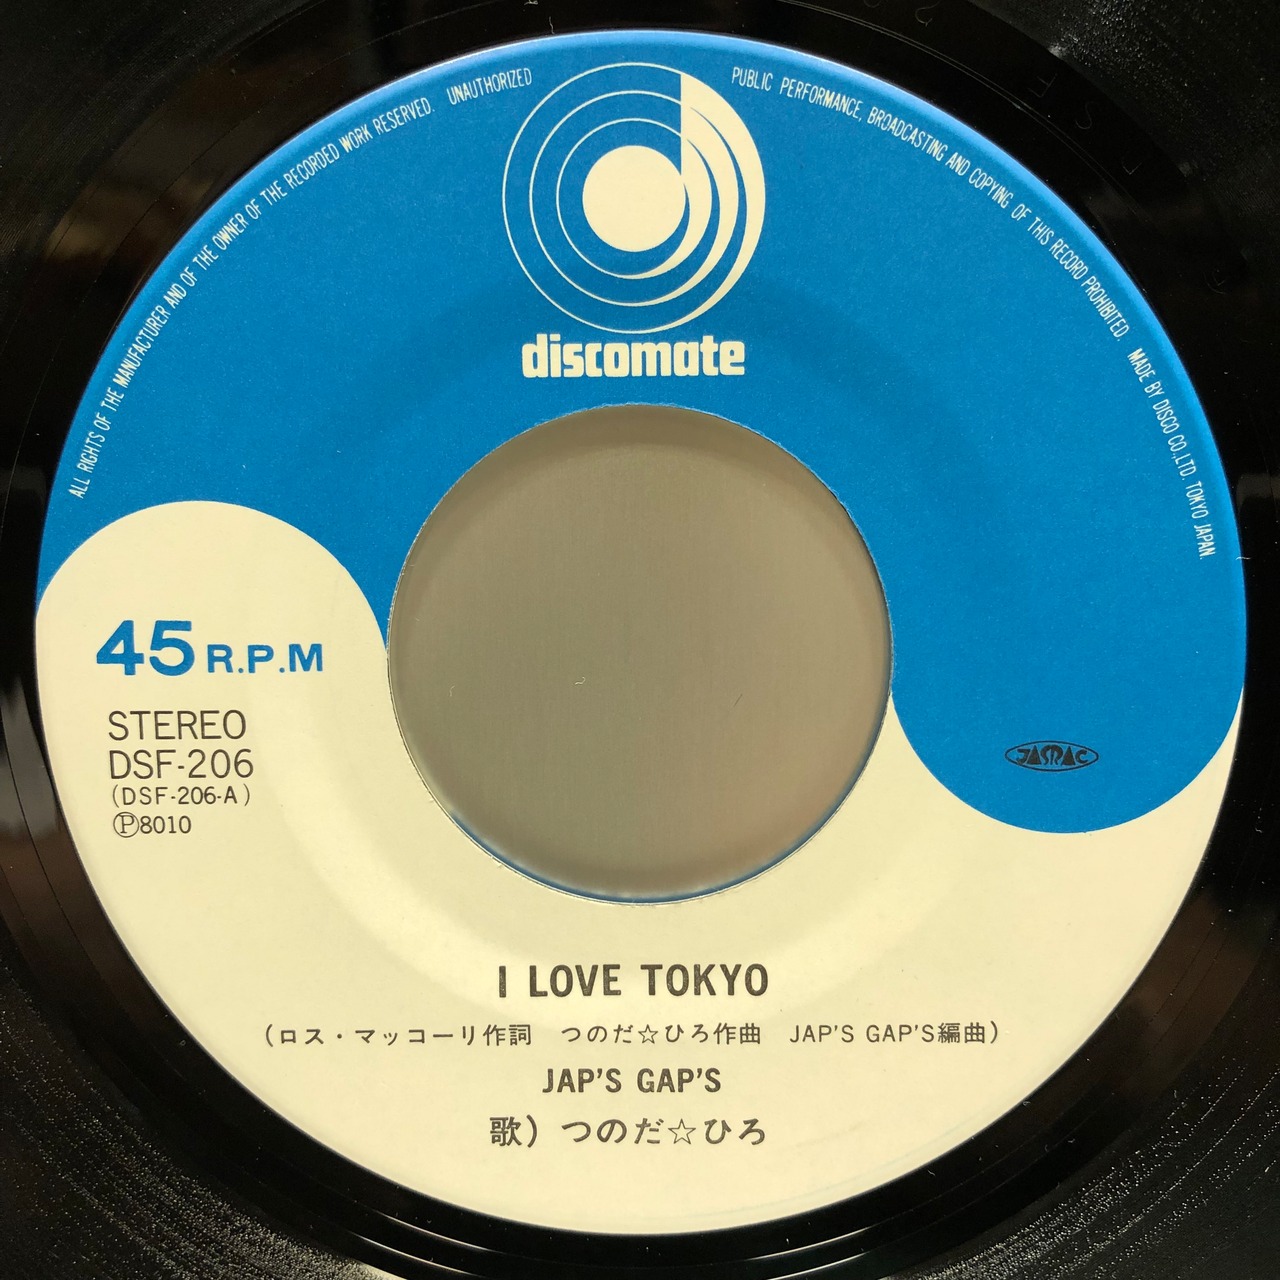 ALL RIGHTS OF THE MANUFACTURER AND OF THE OWNER OF THE RECORDED WORK RESERVED. UNAUTHORIZED PUBLIC PERFORMANCE, BROADCASTING AND COPYING OF THIS RECORD PROHIBITED. MADE BY DISCO CO.,LTD. TOKYO JAPAN.
discomate
45 R.P.M
STEREO
DSF-206
(DSF-206-A)
Ⓟ8010
JASRAC
I LOVE TOKYO
(ロス・マッコーリ作詞 つのだ☆ひろ作曲 JAP'S GAP'S編曲)
JAP'S GAP'S
歌) つのだ☆ひろ